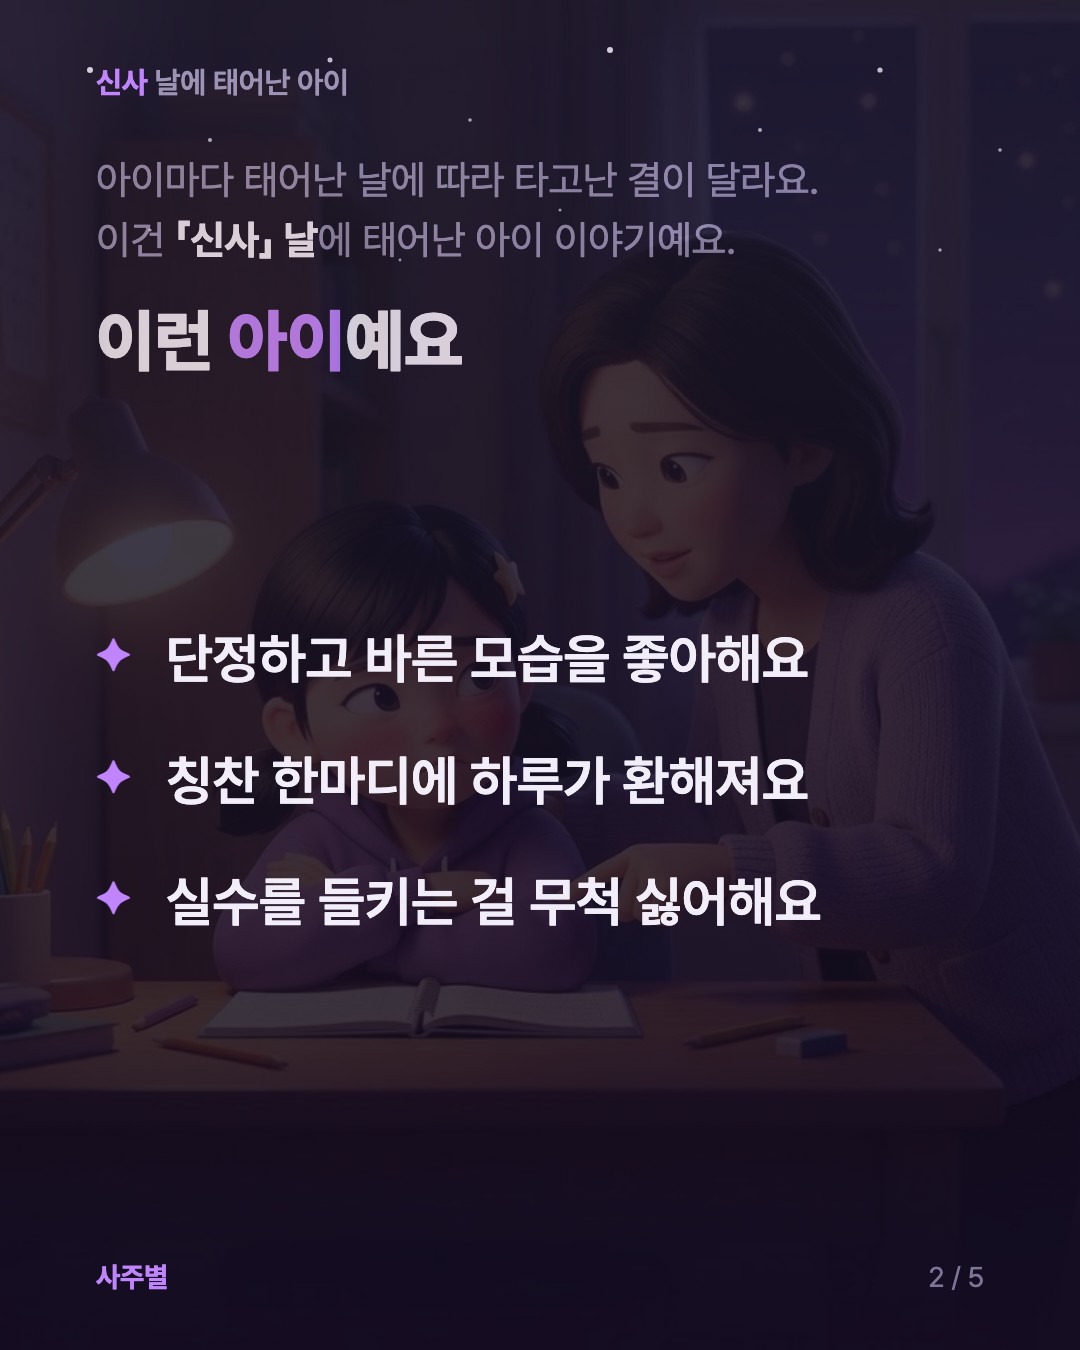 신사 날에 태어난 아이
아이마다 태어난 날에 따라 타고난 결이 달라요.
이건 「신사」 날에 태어난 아이 이야기예요.
이런 아이예요
단정하고 바른 모습을 좋아해요
칭찬 한마디에 하루가 환해져요
실수를 들키는 걸 무척 싫어해요
사주별
2 / 5